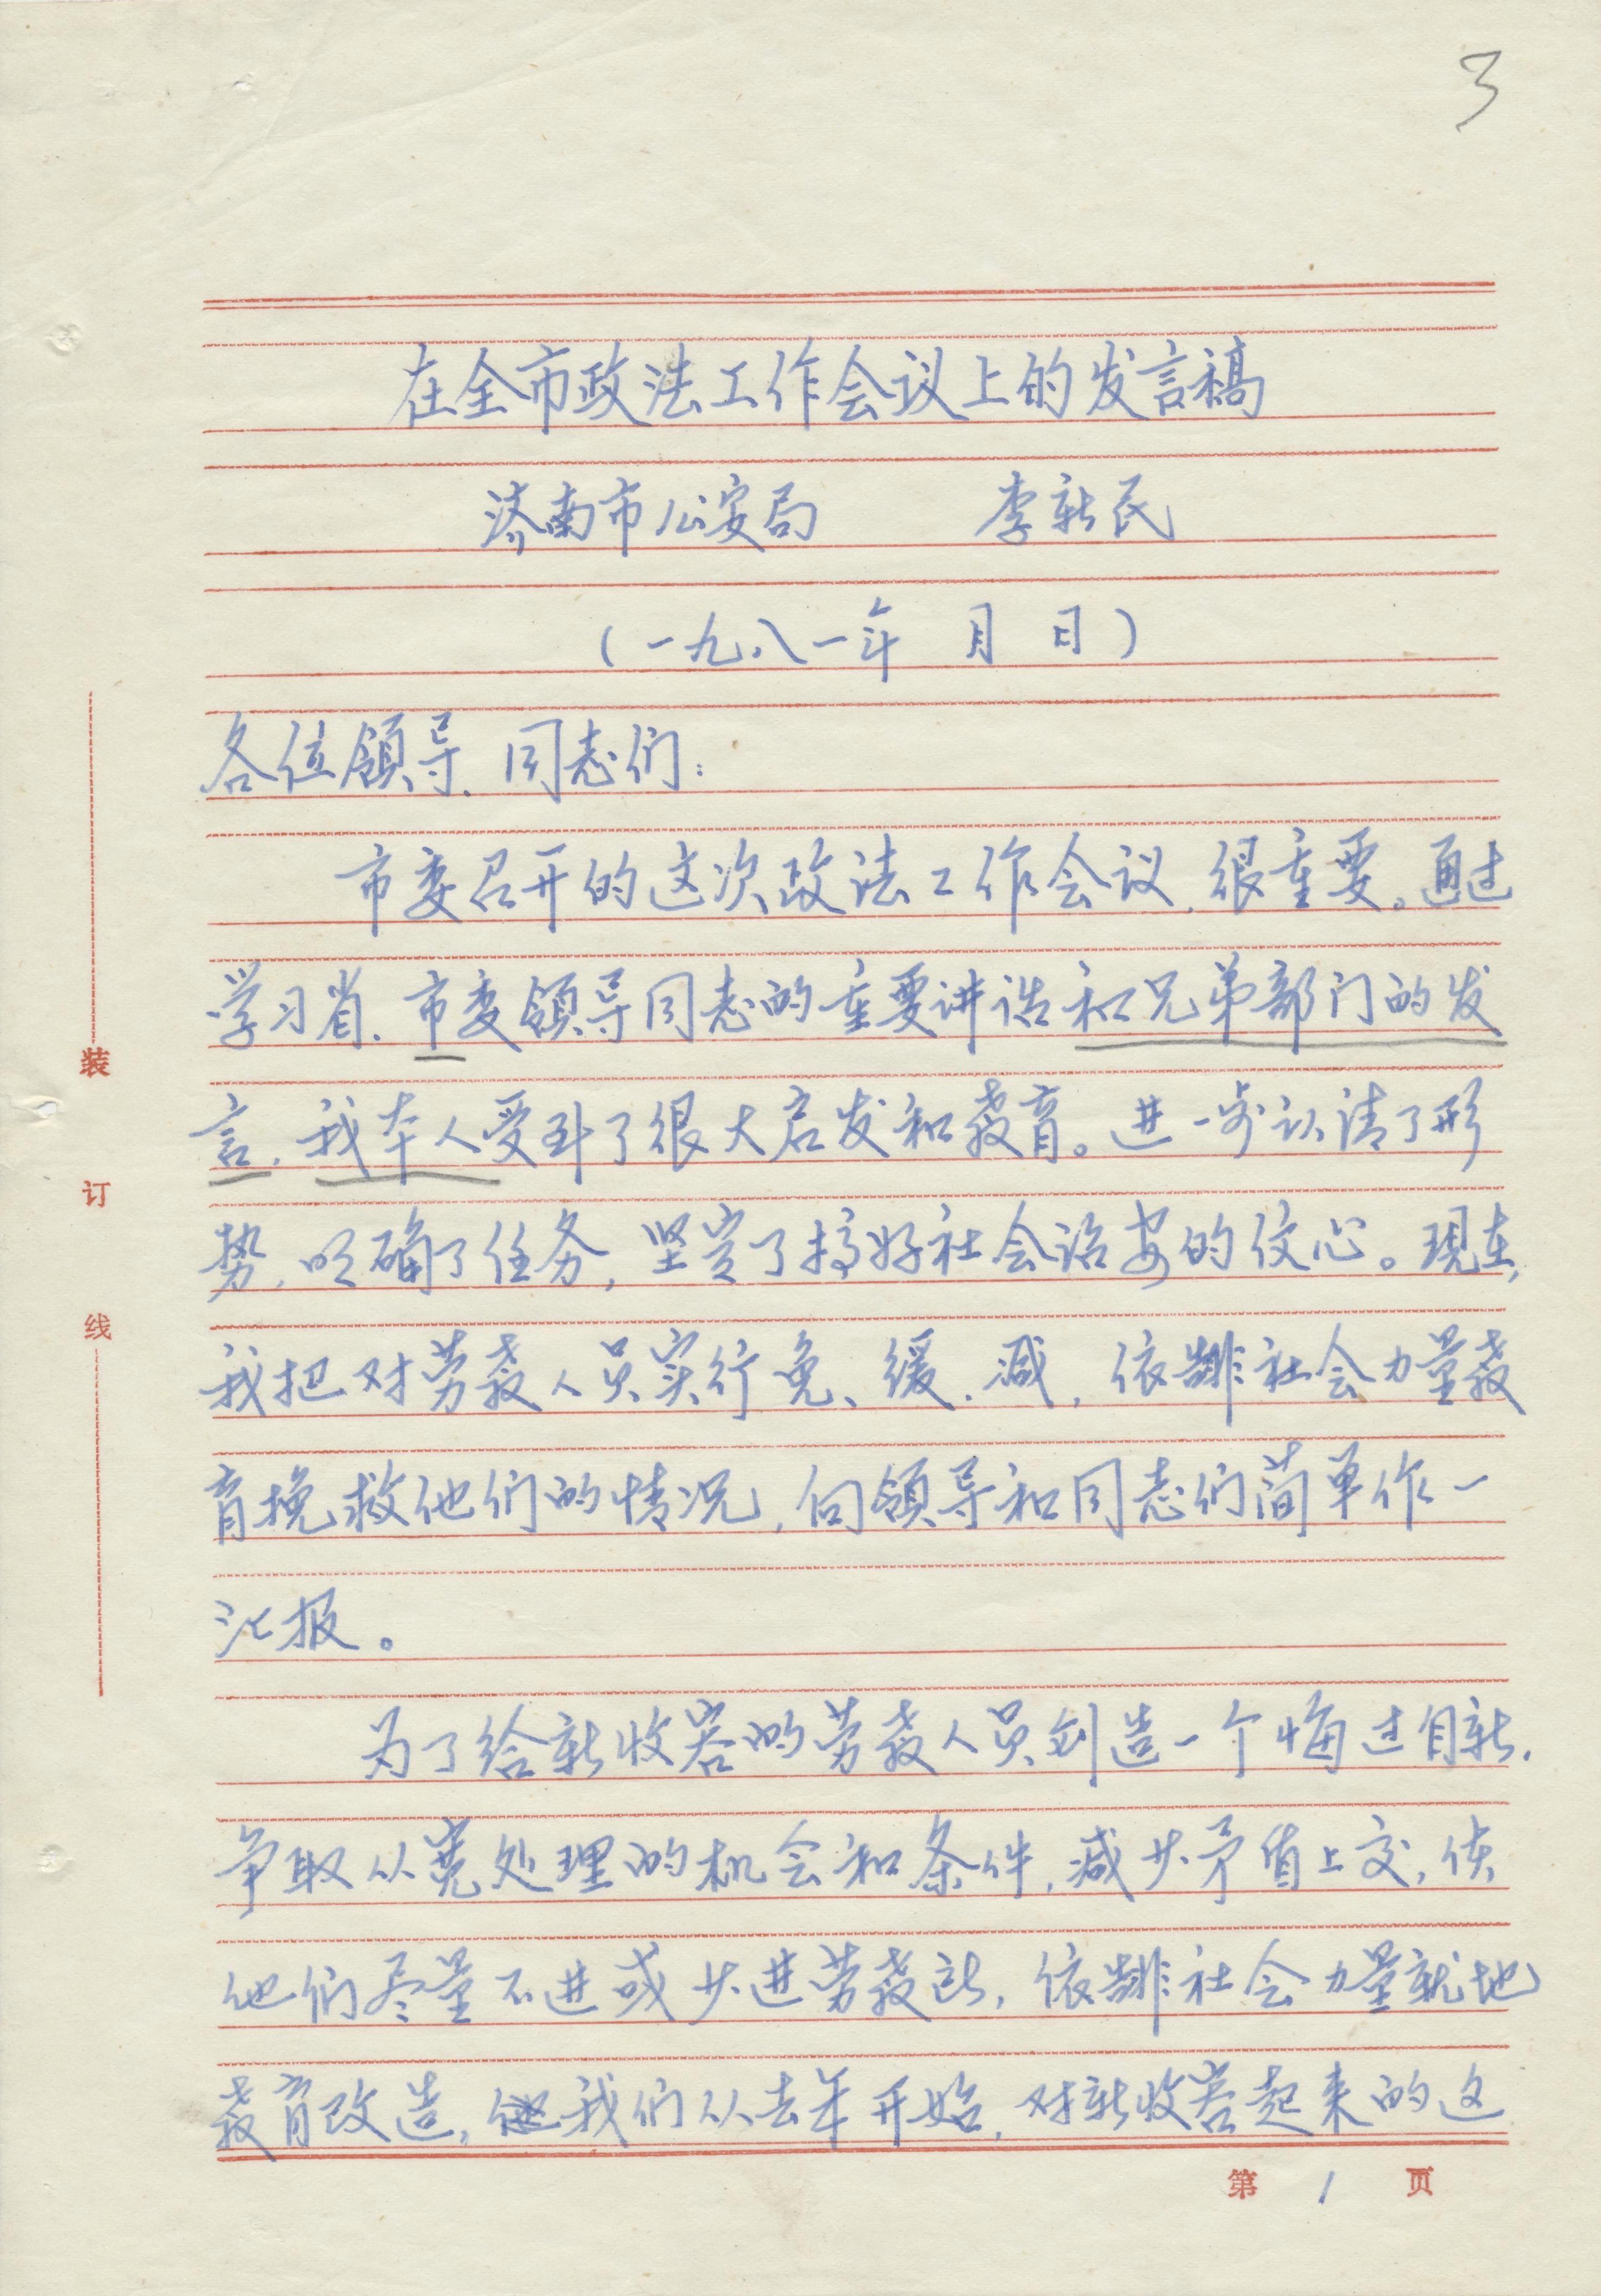 3
在全市政法工作会议上的发言稿
济南市公安局 李新民
(一九八一年 月 日)
各位领导、同志们:
市委召开的这次政法工作会议,很重要。通过
学习省、市委领导同志的重要讲话和兄弟部门的发
言,我本人受到了很大启发和教育。进一步认清了形
势,明确了任务,坚定了搞好社会治安的信心。现在,
我把对劳教人员实行免、缓、减,依靠社会力量教
育挽救他们的情况,向领导和同志们简单作一
汇报。
为了给新收容的劳教人员创造一个悔过自新、
争取从宽处理的机会和条件,减少矛盾上交,使
他们尽量不进或少进劳教所,依靠社会力量就地
教育改造,我们从去年开始,对新收容起来的这
装
订
线
第 1 页